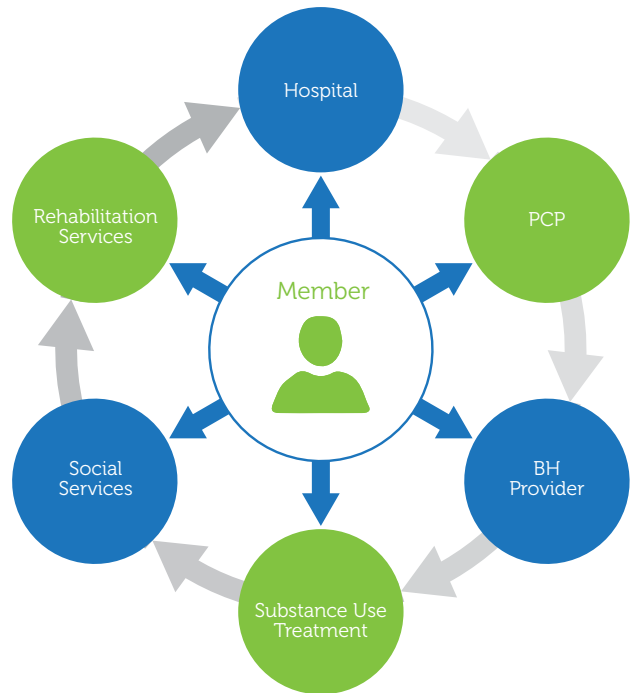 Hospital
PCP
BH
Provider
Substance Use
Treatment
Social
Services
Rehabilitation
Services
Member